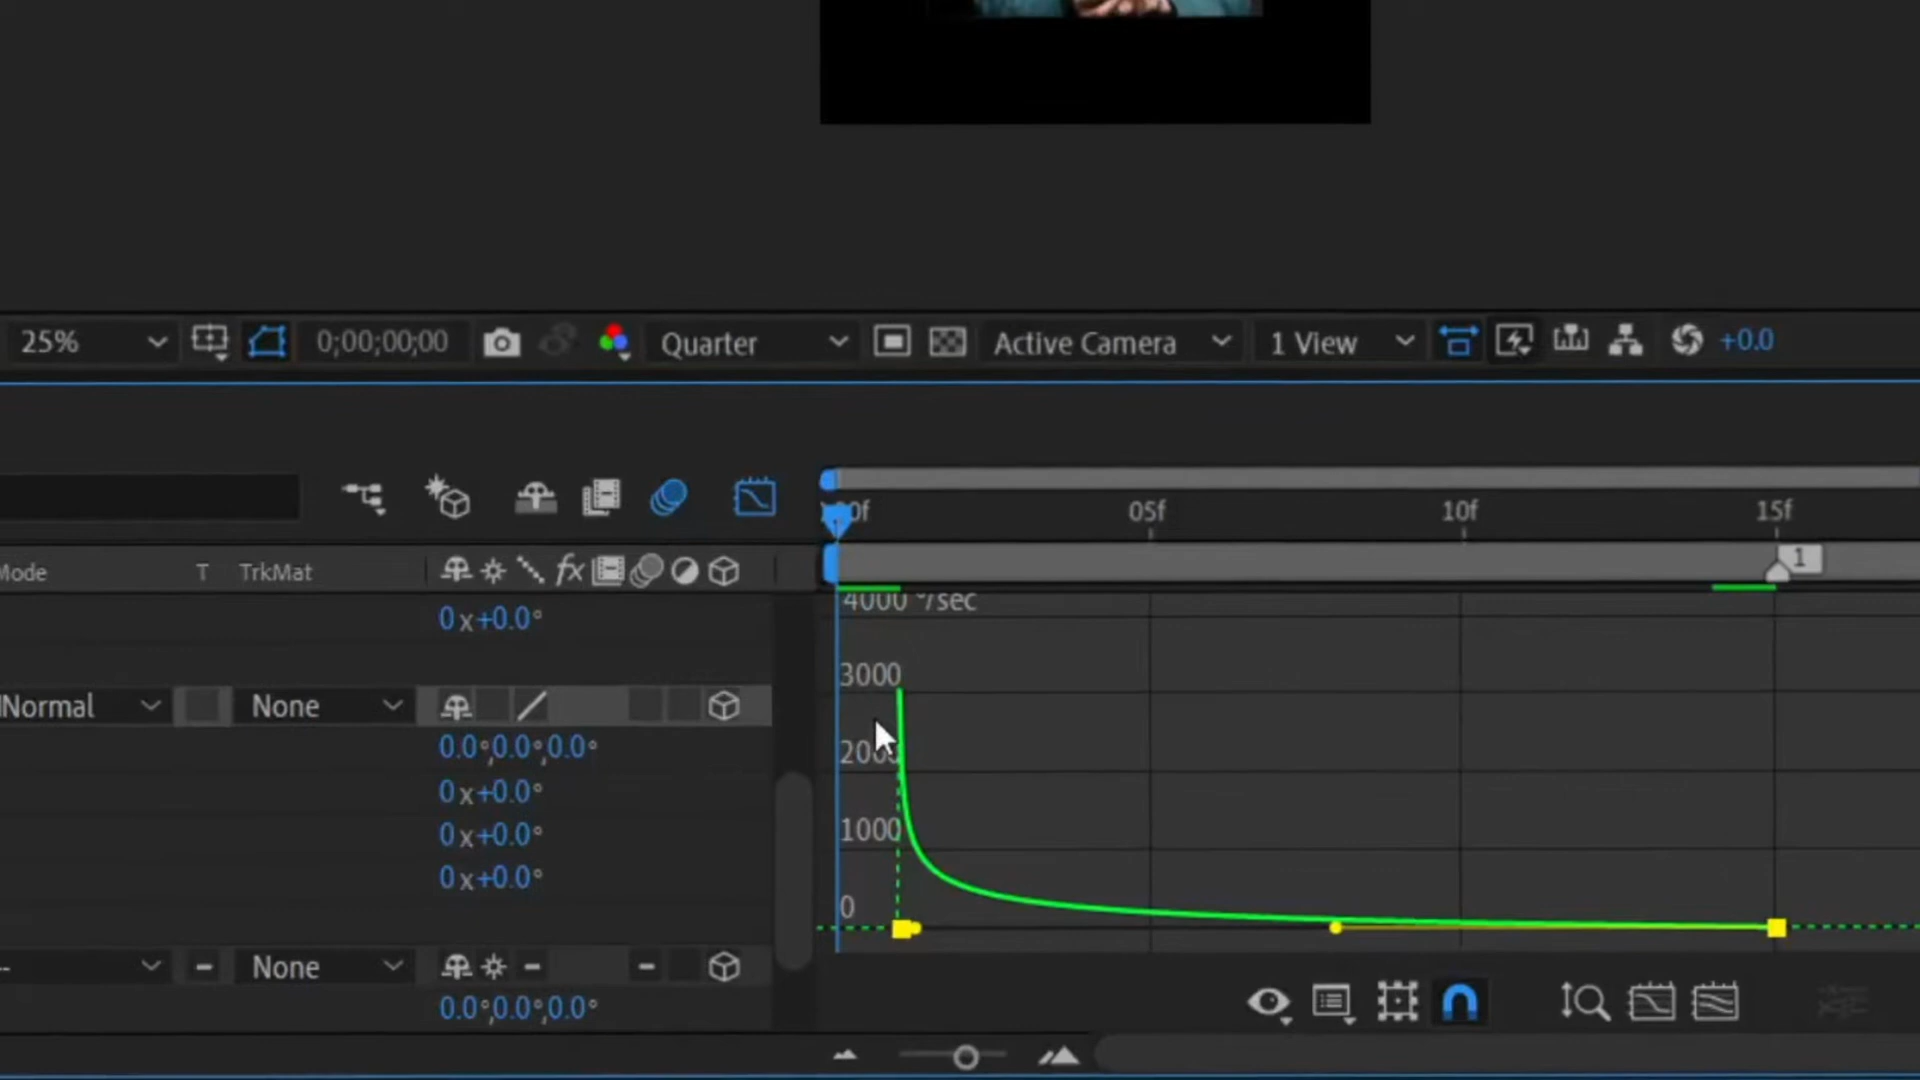 25% 0;00;00;00 Quarter Active Camera 1 View +0.0
05f 10f 15f
1
Mode T TrkMat fx
4000 °/sec
0x+0.0°
3000
Normal None
0.0°,0.0°,0.0°
0x+0.0°
1000
0x+0.0°
0x+0.0°
0
None
0.0°,0.0°,0.0°